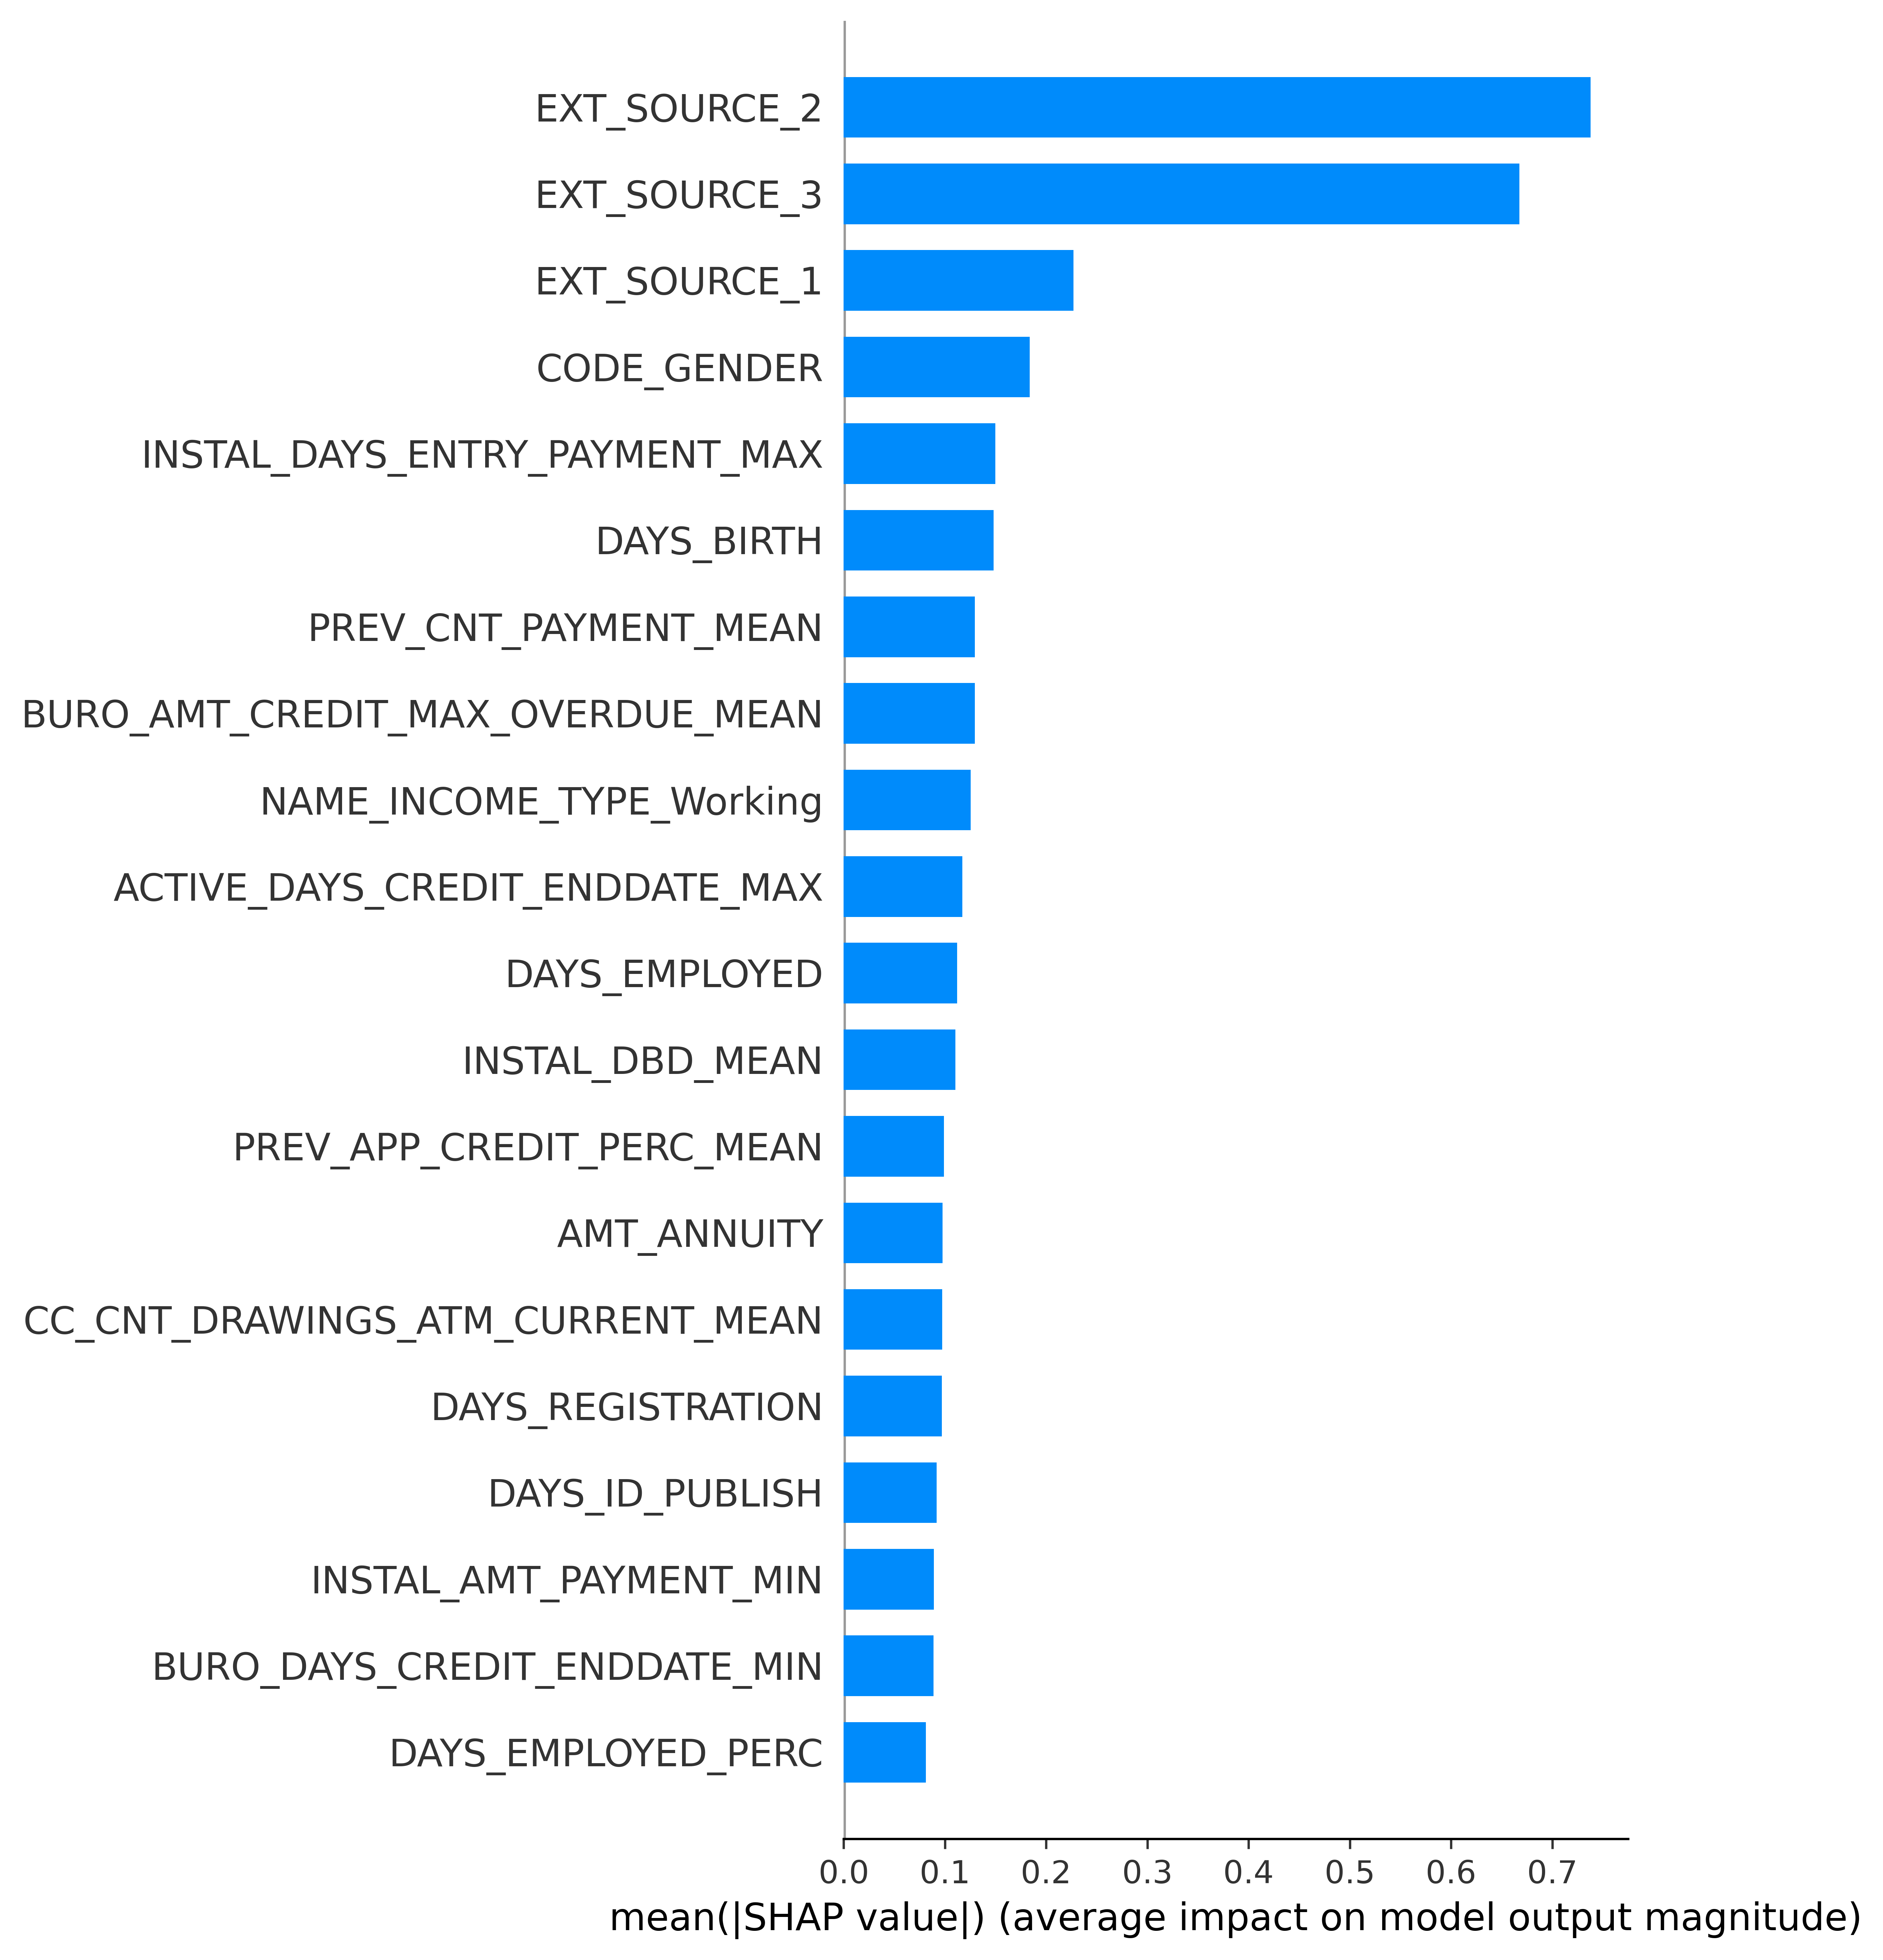 EXT_SOURCE_2
EXT_SOURCE_3
EXT_SOURCE_1
CODE_GENDER
INSTAL_DAYS_ENTRY_PAYMENT_MAX
DAYS_BIRTH
PREV_CNT_PAYMENT_MEAN
BURO_AMT_CREDIT_MAX_OVERDUE_MEAN
NAME_INCOME_TYPE_Working
ACTIVE_DAYS_CREDIT_ENDDATE_MAX
DAYS_EMPLOYED
INSTAL_DBD_MEAN
PREV_APP_CREDIT_PERC_MEAN
AMT_ANNUITY
CC_CNT_DRAWINGS_ATM_CURRENT_MEAN
DAYS_REGISTRATION
DAYS_ID_PUBLISH
INSTAL_AMT_PAYMENT_MIN
BURO_DAYS_CREDIT_ENDDATE_MIN
DAYS_EMPLOYED_PERC
0.0 0.1 0.2 0.3 0.4 0.5 0.6 0.7
mean(|SHAP value|) (average impact on model output magnitude)